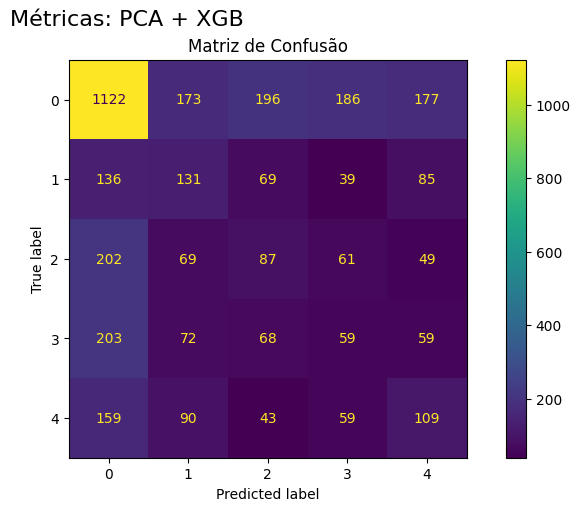 Métricas: PCA + XGB
Matriz de Confusão
True label
0 1122 173 196 186 177
1 136 131 69 39 85
2 202 69 87 61 49
3 203 72 68 59 59
4 159 90 43 59 109
0 1 2 3 4
Predicted label
1000
800
600
400
200